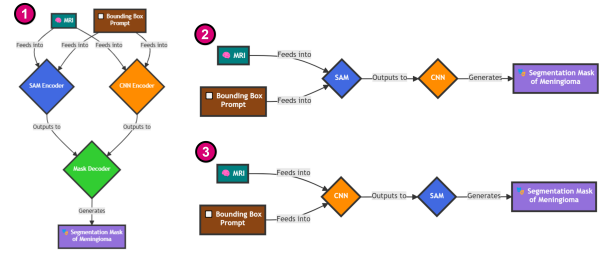 1
MRI
Bounding Box
Prompt
Feeds into
Feeds into
Feeds into
Feeds into
SAM Encoder
CNN Encoder
Outputs to
Outputs to
Mask Decoder
Generates
Segmentation Mask
of Meningioma
2
MRI
Feeds into
Bounding Box
Prompt
Feeds into
SAM
Outputs to
CNN
Generates
Segmentation Mask
of Meningioma
3
MRI
Feeds into
Bounding Box
Prompt
Feeds into
CNN
Outputs to
SAM
Generates
Segmentation Mask
of Meningioma